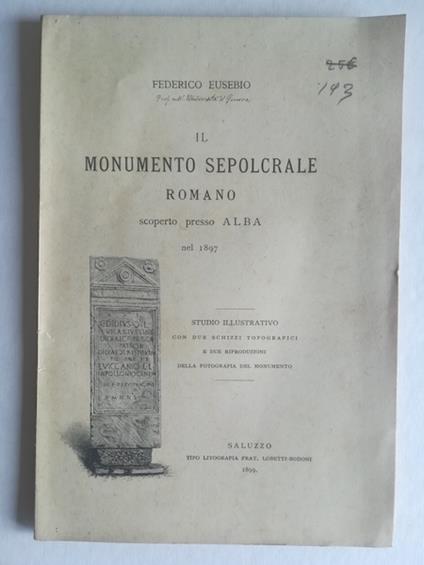 256
193
FEDERICO EUSEBIO
Prof. nell' Università di Genova
IL
MONUMENTO SEPOLCRALE
ROMANO
scoperto presso ALBA
nel 1897
STUDIO ILLUSTRATIVO
CON DUE SCHIZZI TOPOGRAFICI
E DUE RIPRODUZIONI
DELLA FOTOGRAFIA DEL MONUMENTO
SALUZZO
TIPO LITOGRAFIA FRAT. LOBETTI-BODONI
1899.